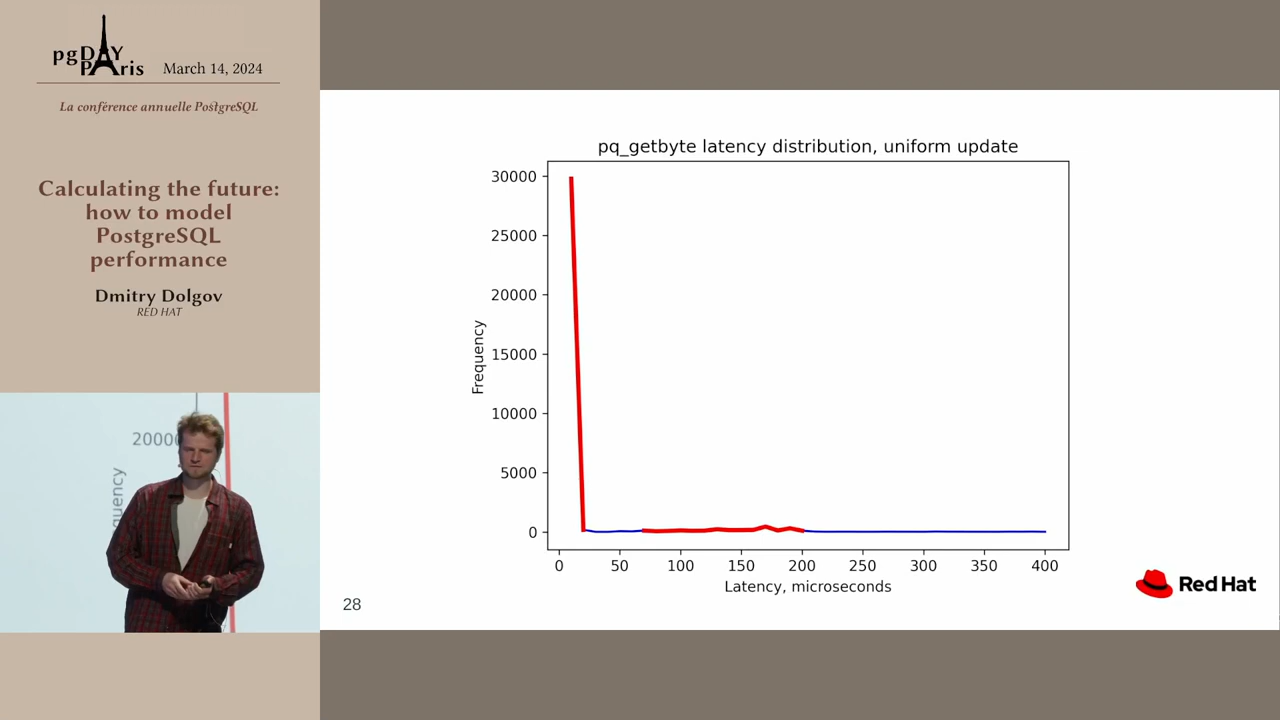 pgDAY
PAris
March 14, 2024
La conférence annuelle PostgreSQL
Calculating the future:
how to model
PostgreSQL
performance
Dmitry Dolgov
RED HAT
20000
quency
pq_getbyte latency distribution, uniform update
30000
25000
20000
15000
10000
5000
0
Frequency
0 50 100 150 200 250 300 350 400
Latency, microseconds
28
Red Hat